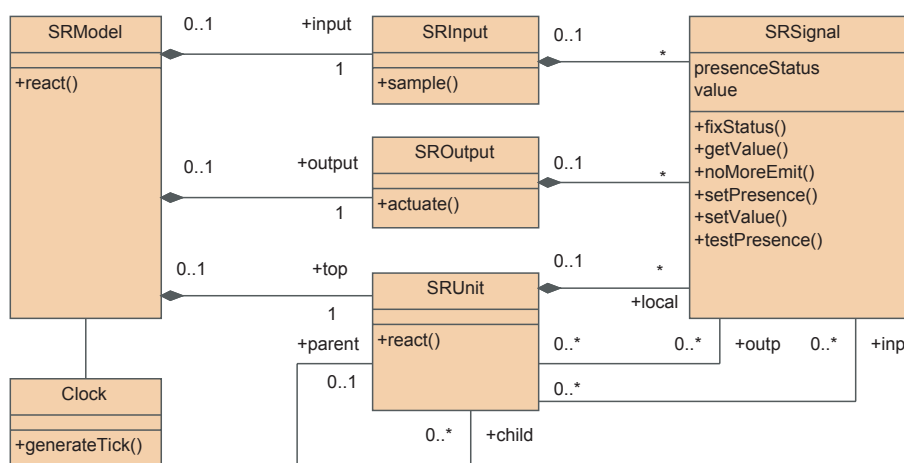 SRModel
+react()
0..1
+input
1
SRInput
+sample()
0..1
*
SRSignal
presenceStatus
value
+fixStatus()
+getValue()
+noMoreEmit()
+setPresence()
+setValue()
+testPresence()
0..1
+output
1
SROutput
+actuate()
0..1
*
0..1
+top
1
SRUnit
+react()
0..1
*
+local
+parent
0..1
0..*
0..*
+outp
0..*
+inp
0..*
0..*
+child
Clock
+generateTick()